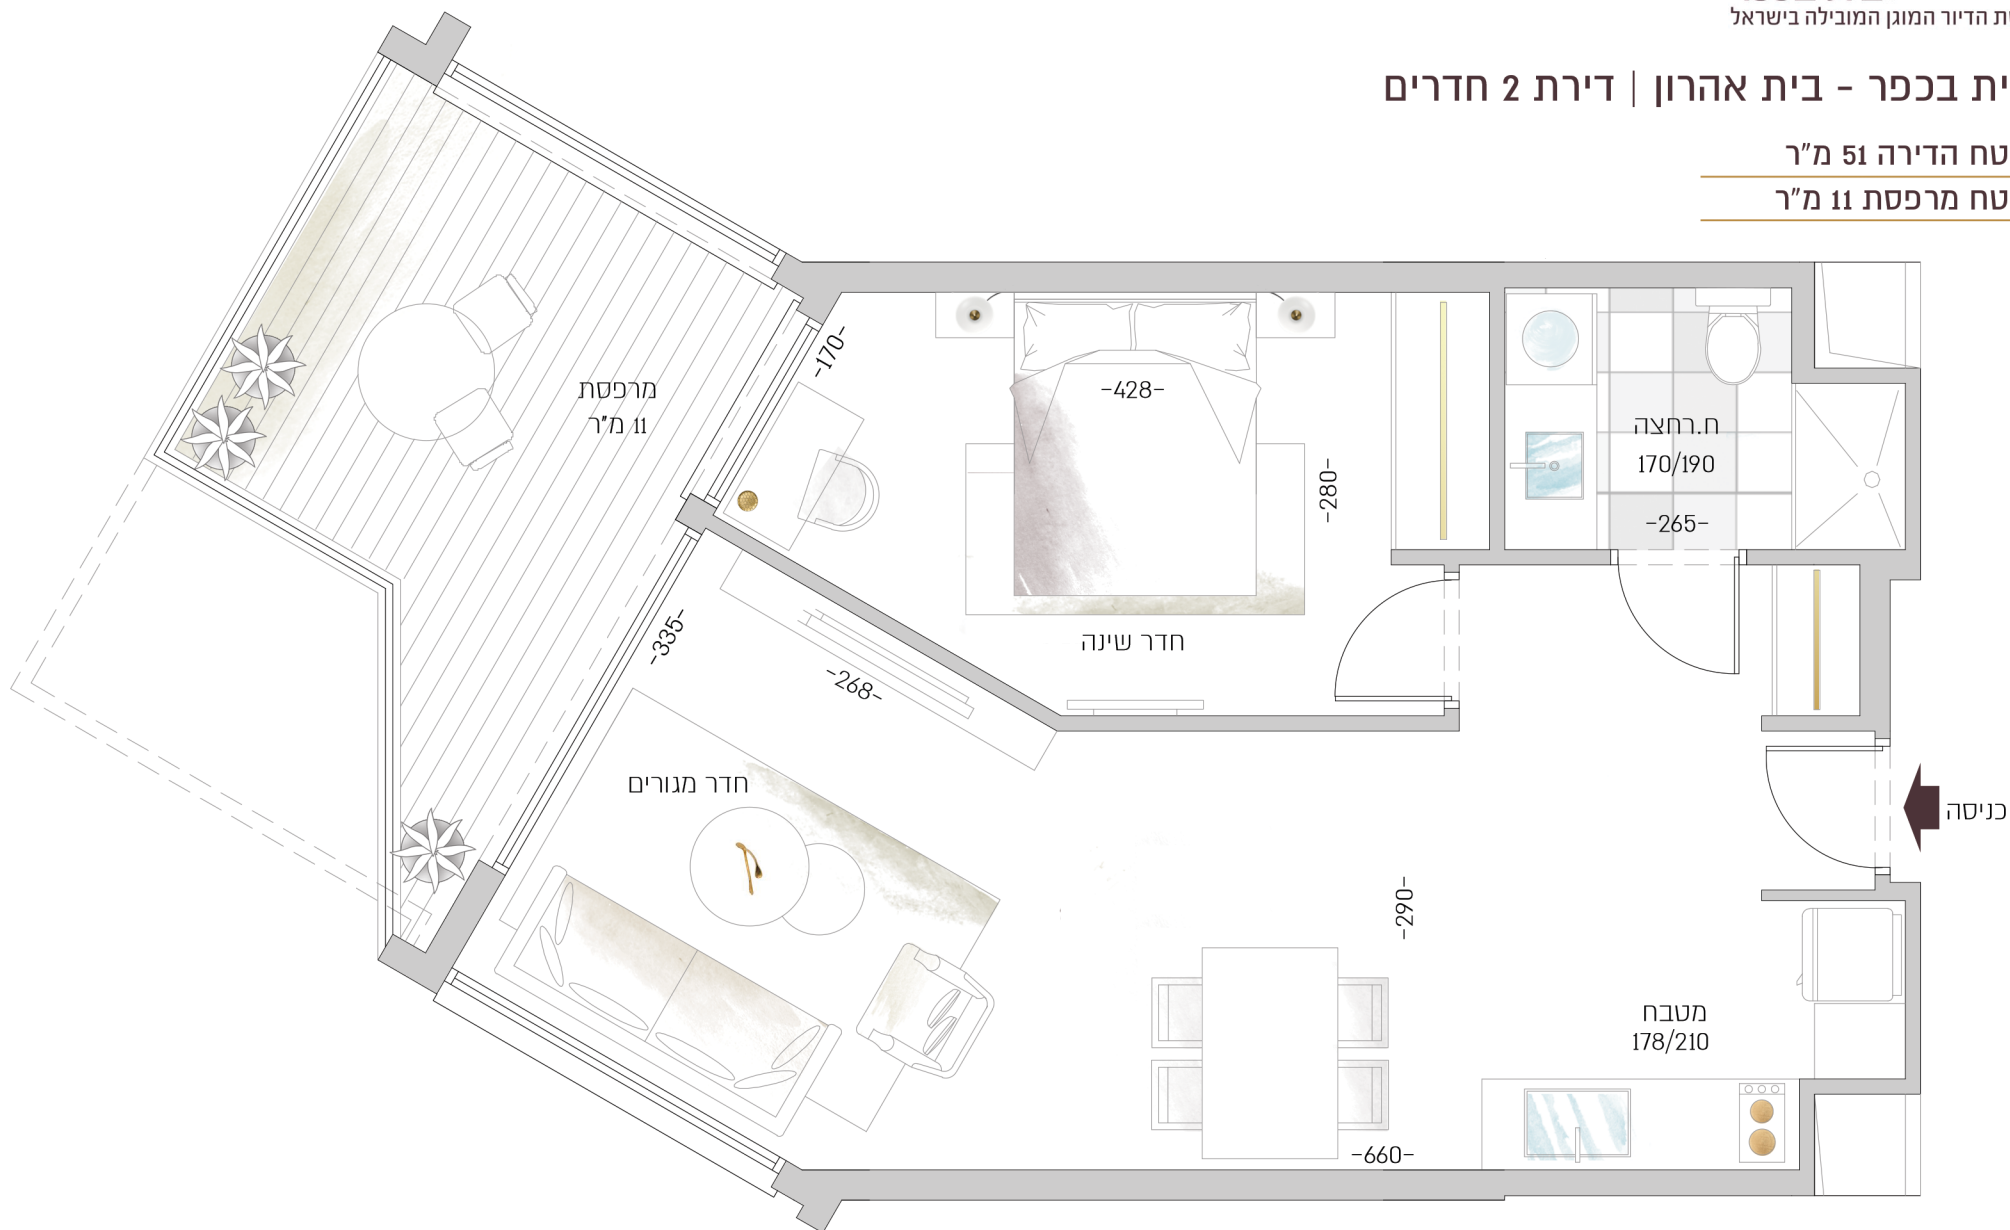 ת הדיור המוגן המובילה בישראל
ית בכפר - בית אהרון | דירת 2 חדרים
טח הדירה 51 מ"ר
טח מרפסת 11 מ"ר
מרפסת
11 מ"ר
-170-
-428-
-280-
ח.רחצה
170/190
-265-
חדר שינה
-335-
-268-
חדר מגורים
כניסה
-290-
מטבח
178/210
-660-